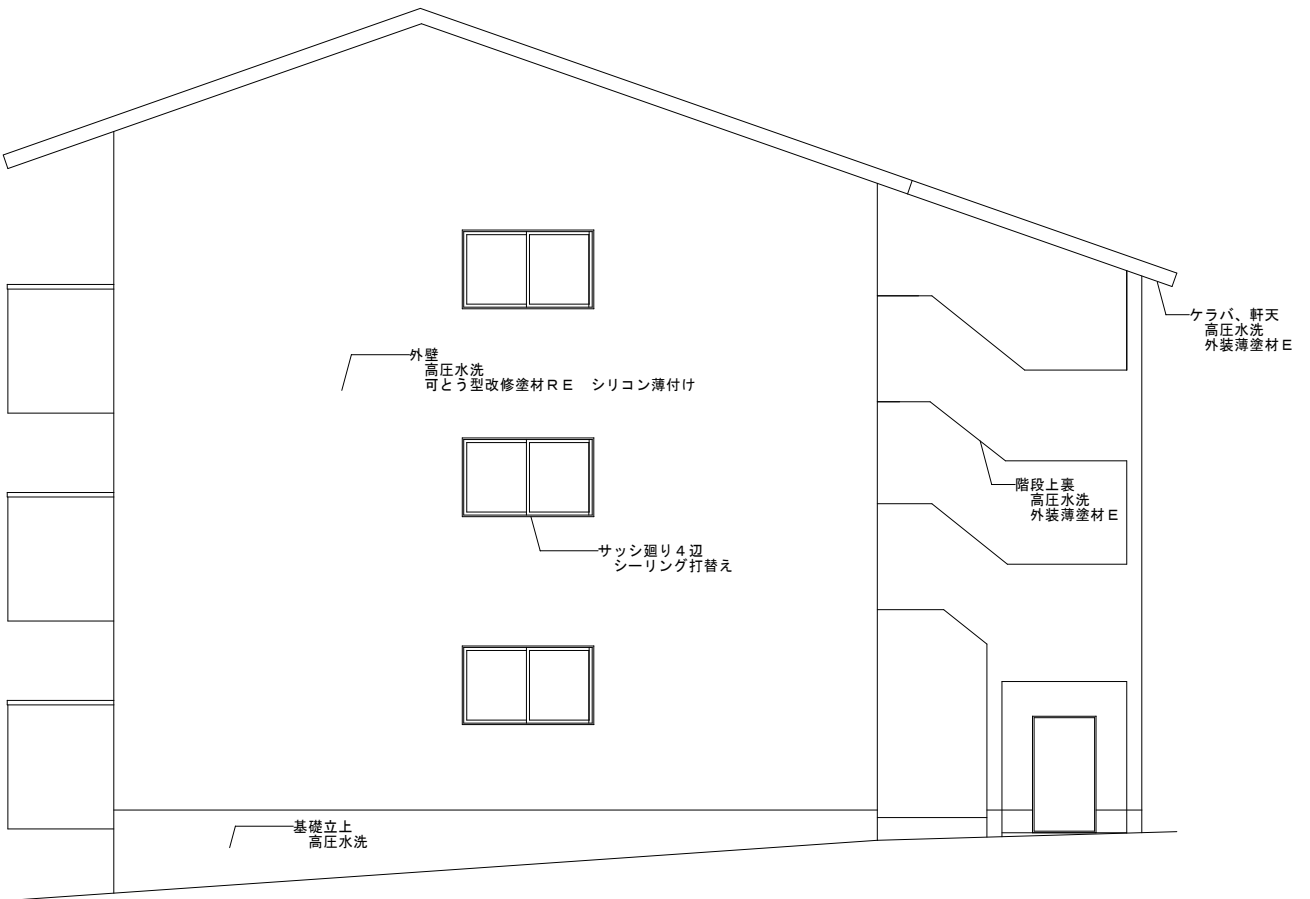 ケラバ、軒天
高圧水洗
外装薄塗材Ｅ
外壁
高圧水洗
可とう型改修塗材ＲＥ　シリコン薄付け
階段上裏
高圧水洗
外装薄塗材Ｅ
サッシ廻り４辺
シーリング打替え
基礎立上
高圧水洗